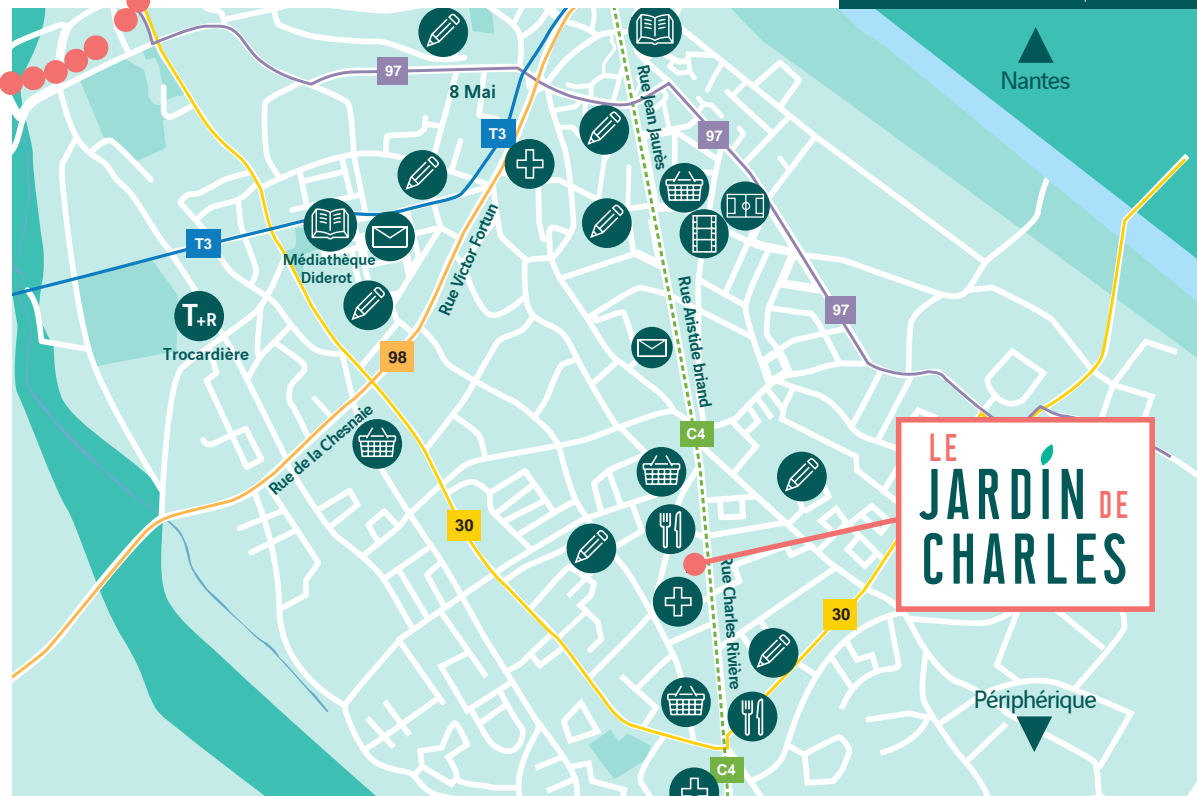 Nantes
97
8 Mai
T3
Rue Jean Jaurès
97
T3
Médiathèque
Diderot
Rue Victor Fortun
T+R
Trocardière
97
Rue Aristide briand
98
Rue de la Chesnaie
C4
LE
JARDIN DE
CHARLES
30
Rue Charles Rivière
30
Périphérique
C4